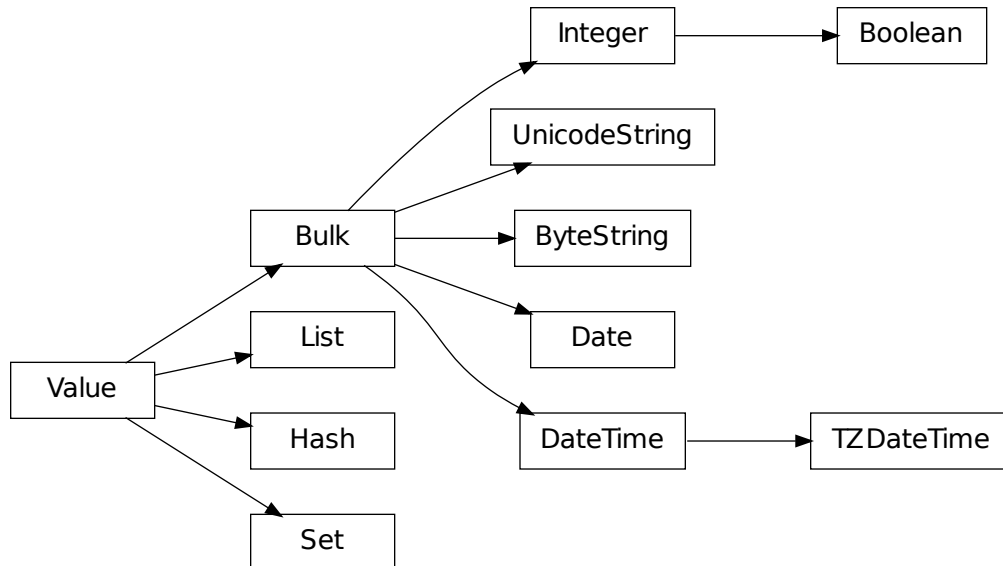 Integer
Boolean
UnicodeString
Bulk
ByteString
List
Date
Value
Hash
DateTime
TZDateTime
Set